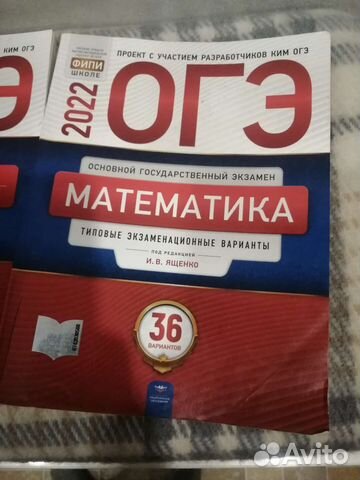 КИМ ОГЭ
Э
ПРОЕКТ С УЧАСТИЕМ РАЗРАБОТЧИКОВ КИМ ОГЭ
ФИПИ
ШКОЛЕ
2022
ОГЭ
ОСНОВНОЙ ГОСУДАРСТВЕННЫЙ ЭКЗАМЕН
МАТЕМАТИКА
ТИПОВЫЕ ЭКЗАМЕНАЦИОННЫЕ ВАРИАНТЫ
ПОД РЕДАКЦИЕЙ
И. В. ЯЩЕНКО
36
ВАРИАНТОВ
Avito